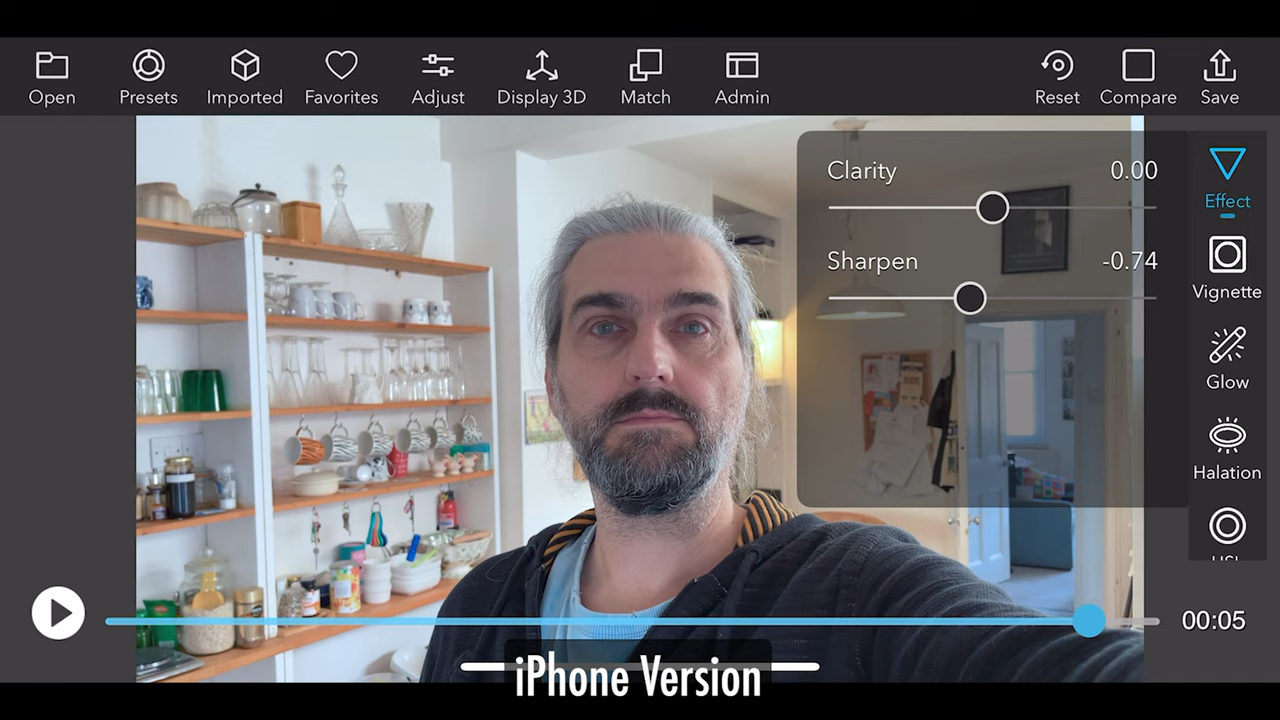 Open
Presets
Imported
Favorites
Adjust
Display 3D
Match
Admin
Reset
Compare
Save
Clarity 0.00
Sharpen -0.74
Effect
Vignette
Glow
Halation
HSL
00:05
iPhone Version